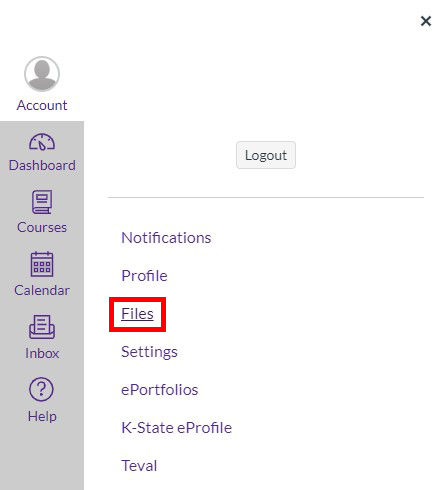 Account
Dashboard
Courses
Calendar
Inbox
Help
Logout
Notifications
Profile
Files
Settings
ePortfolios
K-State eProfile
Teval